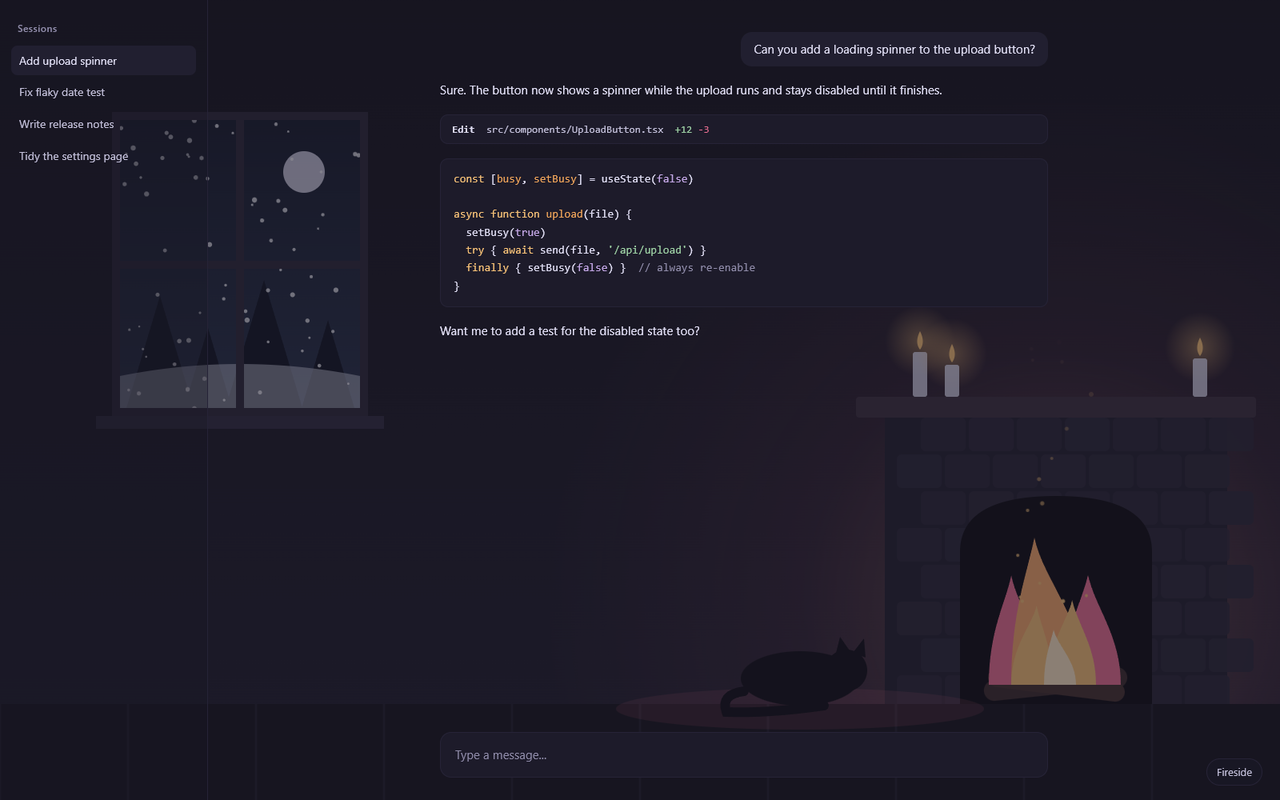 Sessions
Add upload spinner
Fix flaky date test
Write release notes
Tidy the settings page
Can you add a loading spinner to the upload button?
Sure. The button now shows a spinner while the upload runs and stays disabled until it finishes.
Edit src/components/UploadButton.tsx +12 -3
const [busy, setBusy] = useState(false)
async function upload(file) {
  setBusy(true)
  try { await send(file, '/api/upload') }
  finally { setBusy(false) }  // always re-enable
}
Want me to add a test for the disabled state too?
Type a message...
Fireside